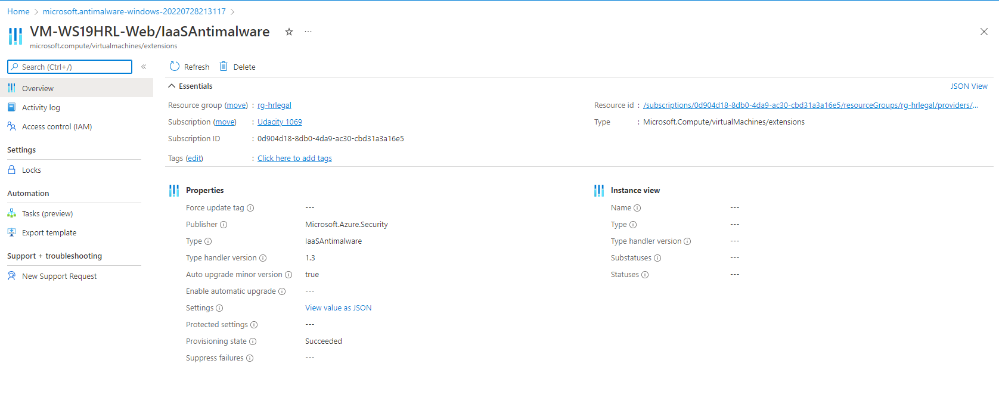 Home > microsoft.antimalware-windows-20220728213117 >
VM-WS19HRL-Web/IaaSAntimalware ☆ ...
microsoft.compute/virtualmachines/extensions
Search (Ctrl+/) «
Overview
Activity log
Access control (IAM)
Settings
Locks
Automation
Tasks (preview)
Export template
Support + troubleshooting
New Support Request
Refresh Delete
Essentials JSON View
Resource group (move) : rg-hrlegal
Subscription (move) : Udacity 1069
Subscription ID : 0d904d18-8db0-4da9-ac30-cbd31a3a16e5
Tags (edit) : Click here to add tags
Resource id : /subscriptions/0d904d18-8db0-4da9-ac30-cbd31a3a16e5/resourceGroups/rg-hrlegal/providers/...
Type : Microsoft.Compute/virtualMachines/extensions
Properties
Force update tag ---
Publisher Microsoft.Azure.Security
Type IaaSAntimalware
Type handler version 1.3
Auto upgrade minor version true
Enable automatic upgrade ---
Settings View value as JSON
Protected settings ---
Provisioning state Succeeded
Suppress failures ---
Instance view
Name ---
Type ---
Type handler version ---
Substatuses ---
Statuses ---